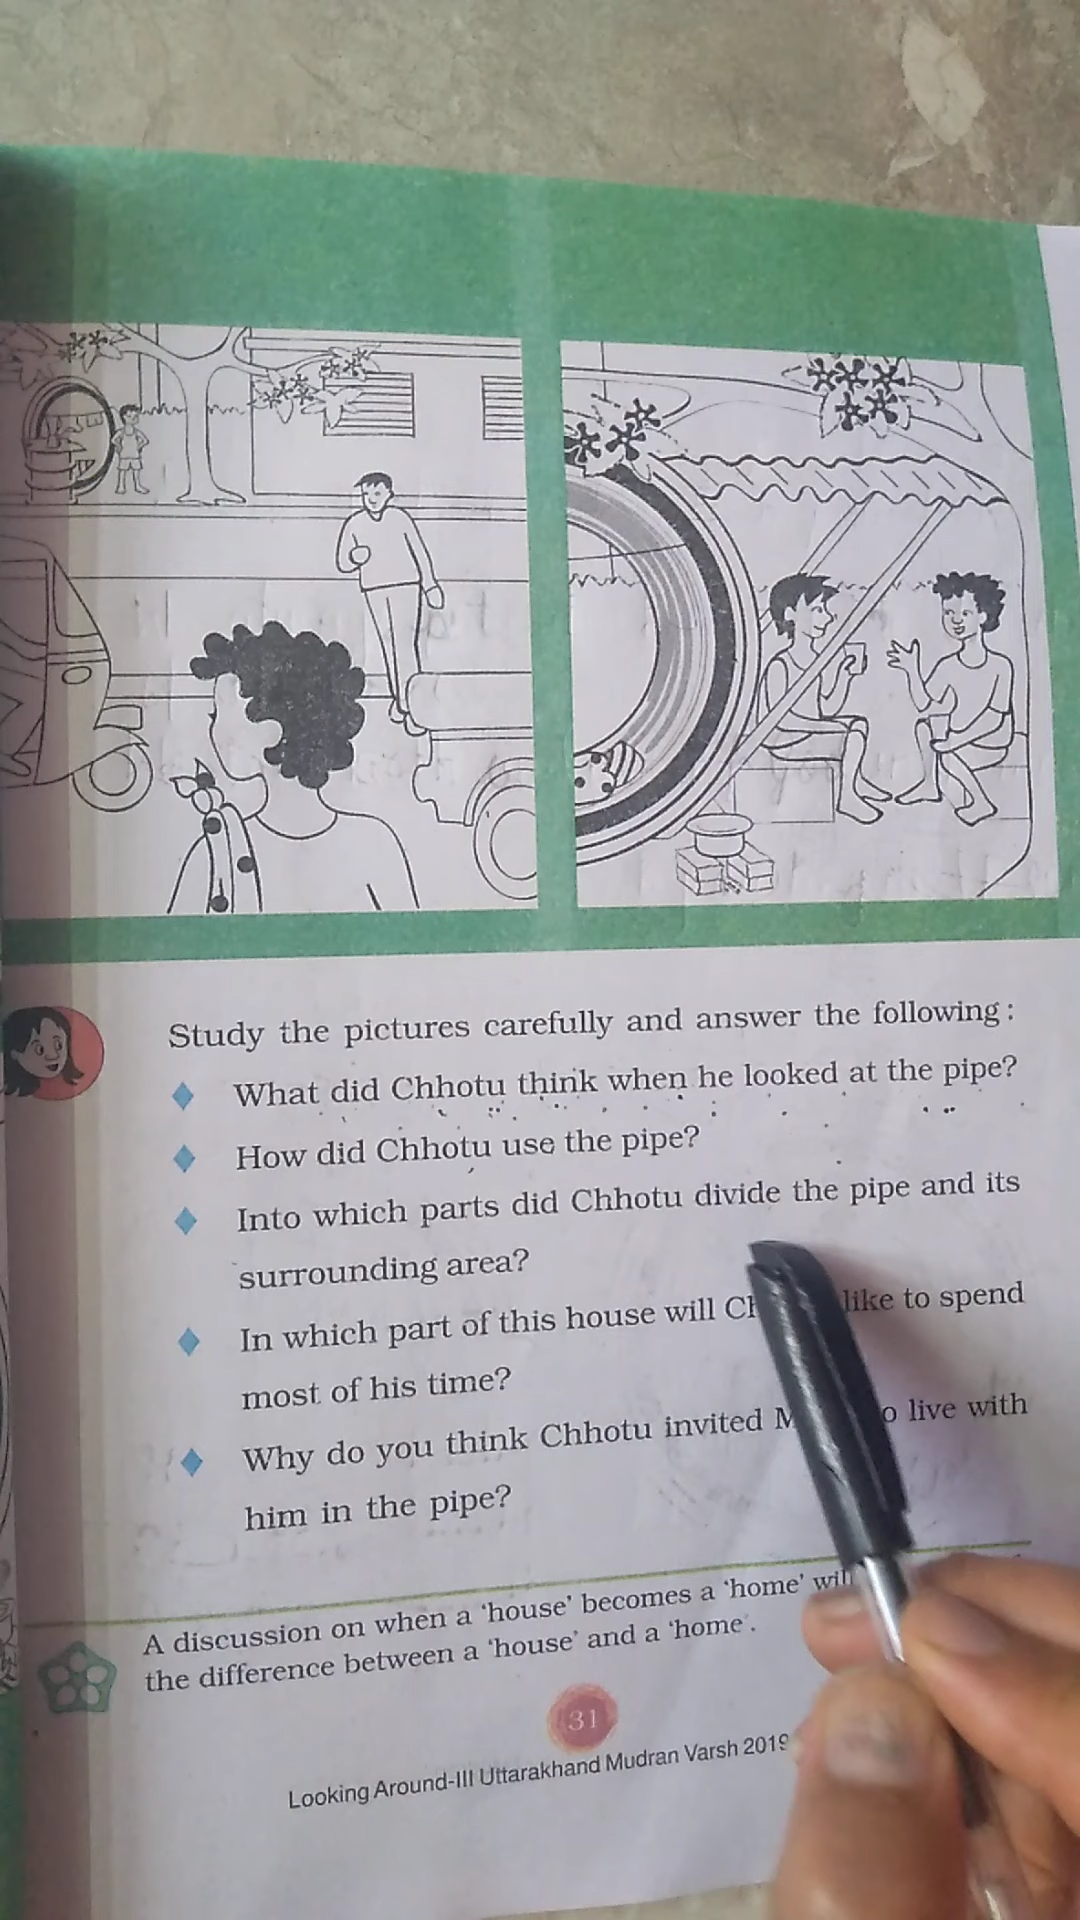 Study the pictures carefully and answer the following:
What did Chhotu think when he looked at the pipe?
How did Chhotu use the pipe?
Into which parts did Chhotu divide the pipe and its
surrounding area?
In which part of this house will like to spend
most of his time?
Why do you think Chhotu invited live with
him in the pipe?
A discussion on when a 'house' becomes a 'home'
the difference between a 'house' and a 'home'.
31
Looking Around-III Uttarakhand Mudran Varsh 2019